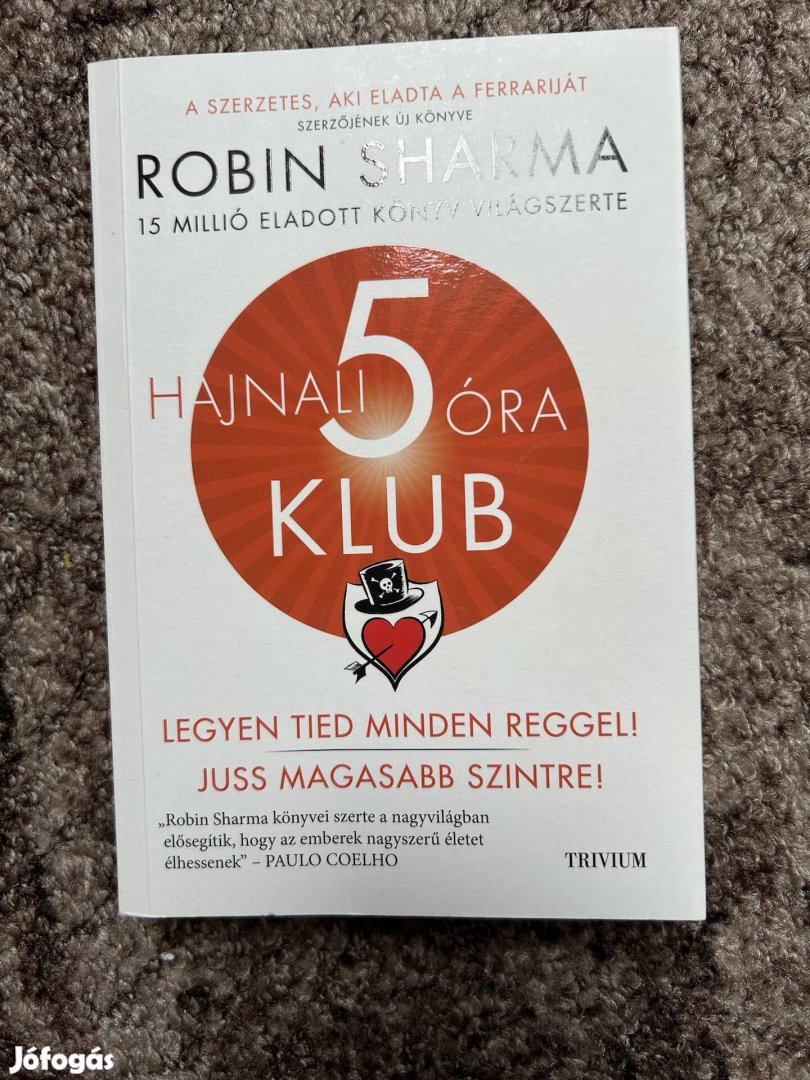 A SZERZETES, AKI ELADTA A FERRARIJÁT
SZERZŐJÉNEK ÚJ KÖNYVE
ROBIN SHARMA
15 MILLIÓ ELADOTT KÖNYV VILÁGSZERTE
HAJNALI 5 ÓRA
KLUB
LEGYEN TIED MINDEN REGGEL!
JUSS MAGASABB SZINTRE!
„Robin Sharma könyvei szerte a nagyvilágban
elősegítik, hogy az emberek nagyszerű életet
élhessenek” – PAULO COELHO
TRIVIUM
Jófogás